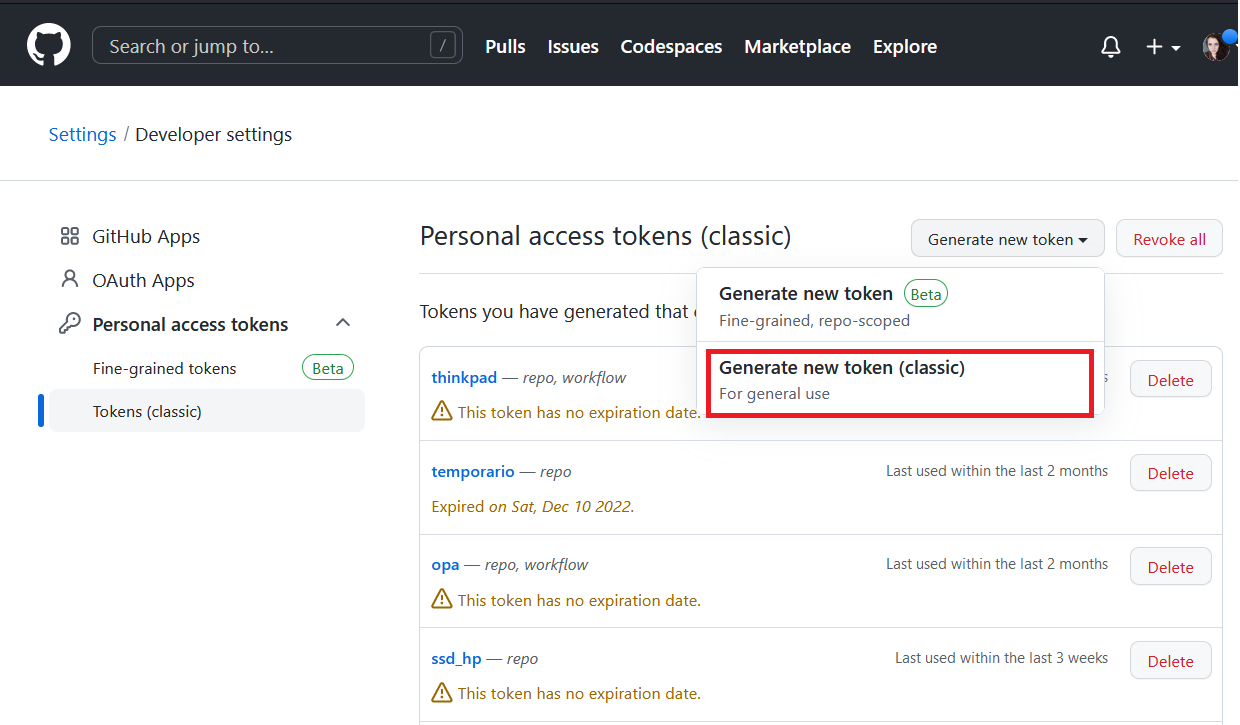 Search or jump to... /
Pulls
Issues
Codespaces
Marketplace
Explore
Settings / Developer settings
GitHub Apps
OAuth Apps
Personal access tokens
Fine-grained tokens Beta
Tokens (classic)
Personal access tokens (classic)
Generate new token
Revoke all
Generate new token Beta
Fine-grained, repo-scoped
Generate new token (classic)
For general use
Tokens you have generated that
thinkpad — repo, workflow
Delete
This token has no expiration date.
temporario — repo
Last used within the last 2 months
Delete
Expired on Sat, Dec 10 2022.
opa — repo, workflow
Last used within the last 2 months
Delete
This token has no expiration date.
ssd_hp — repo
Last used within the last 3 weeks
Delete
This token has no expiration date.